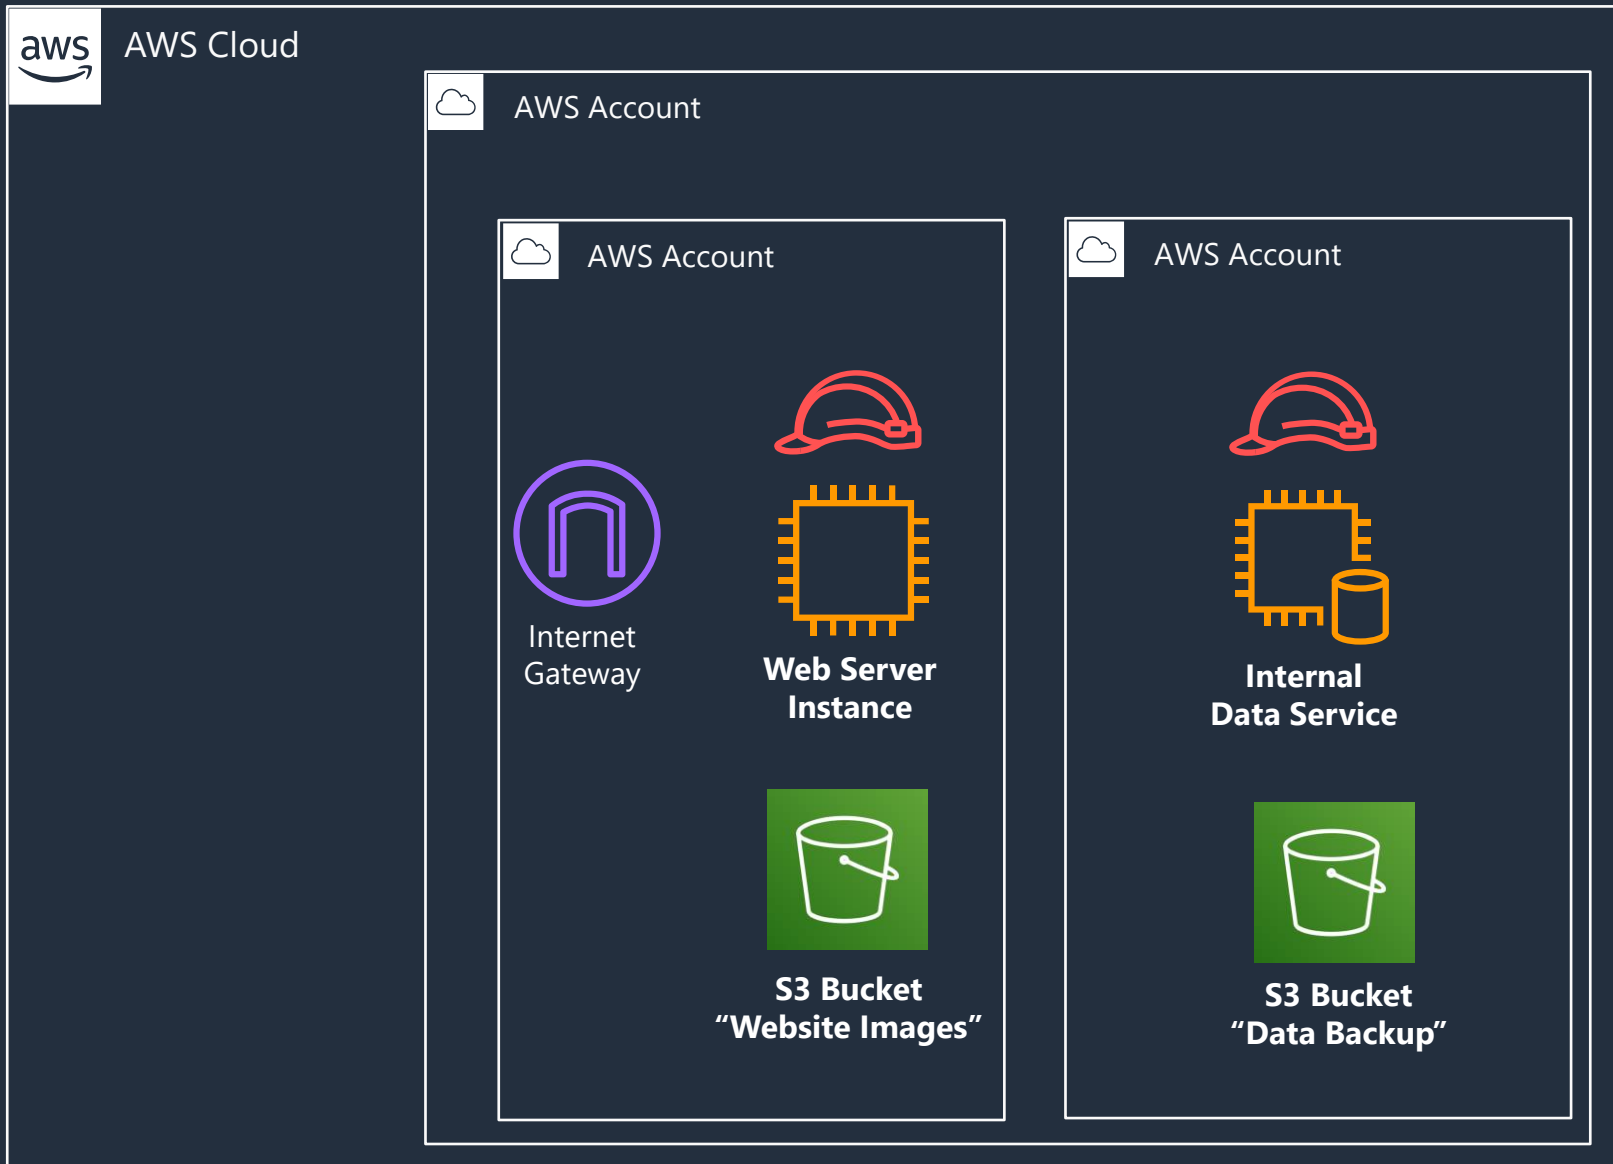 aws
AWS Cloud
AWS Account
AWS Account
AWS Account
Internet
Gateway
Web Server
Instance
Internal
Data Service
S3 Bucket
“Website Images”
S3 Bucket
“Data Backup”